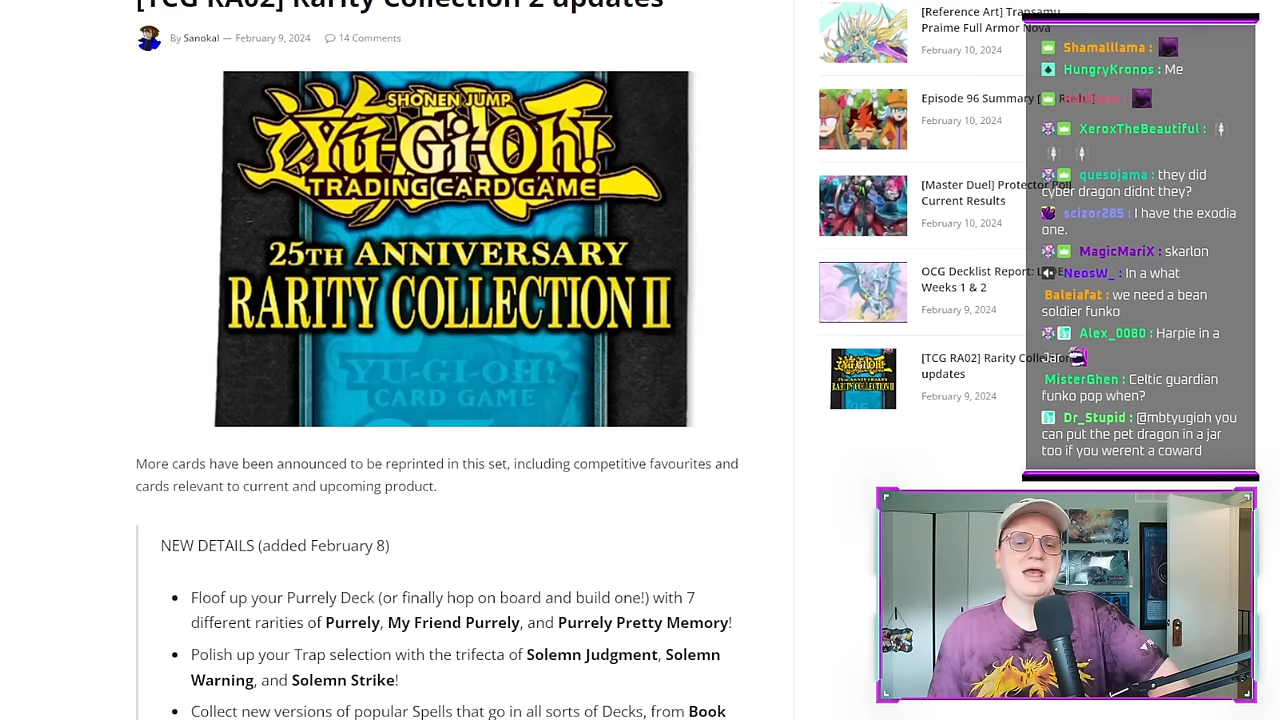 [TCG RA02] Rarity Collection 2 updates
By Sanokal — February 9, 2024 14 Comments
SHONEN JUMP
Yu-Gi-Oh!
TRADING CARD GAME
25TH ANNIVERSARY
RARITY COLLECTION II
YU-GI-OH!
CARD GAME
More cards have been announced to be reprinted in this set, including competitive favourites and
cards relevant to current and upcoming product.
NEW DETAILS (added February 8)
• Floof up your Purrely Deck (or finally hop on board and build one!) with 7
different rarities of Purrely, My Friend Purrely, and Purrely Pretty Memory!
• Polish up your Trap selection with the trifecta of Solemn Judgment, Solemn
Warning, and Solemn Strike!
• Collect new versions of popular Spells that go in all sorts of Decks, from Book
[Reference Art] Transamu
Praime Full Armor Nova
February 10, 2024
Episode 96 Summary
February 10, 2024
[Master Duel] Protector Poll
Current Results
February 10, 2024
OCG Decklist Report:
Weeks 1 & 2
February 9, 2024
[TCG RA02] Rarity Collection
updates
February 9, 2024
Shamalllama :
HungryKronos : Me
XeroxTheBeautiful :
quesojama : they did
cyber dragon didnt they?
scizor285 : I have the exodia
one.
MagicMariX : skarlon
NeosW_ : In a what
Baleiafat : we need a bean
soldier funko
Alex_0080 : Harpie in a
Jar
MisterGhen : Celtic guardian
funko pop when?
Dr_Stupid : @mbtyugioh you
can put the pet dragon in a jar
too if you werent a coward